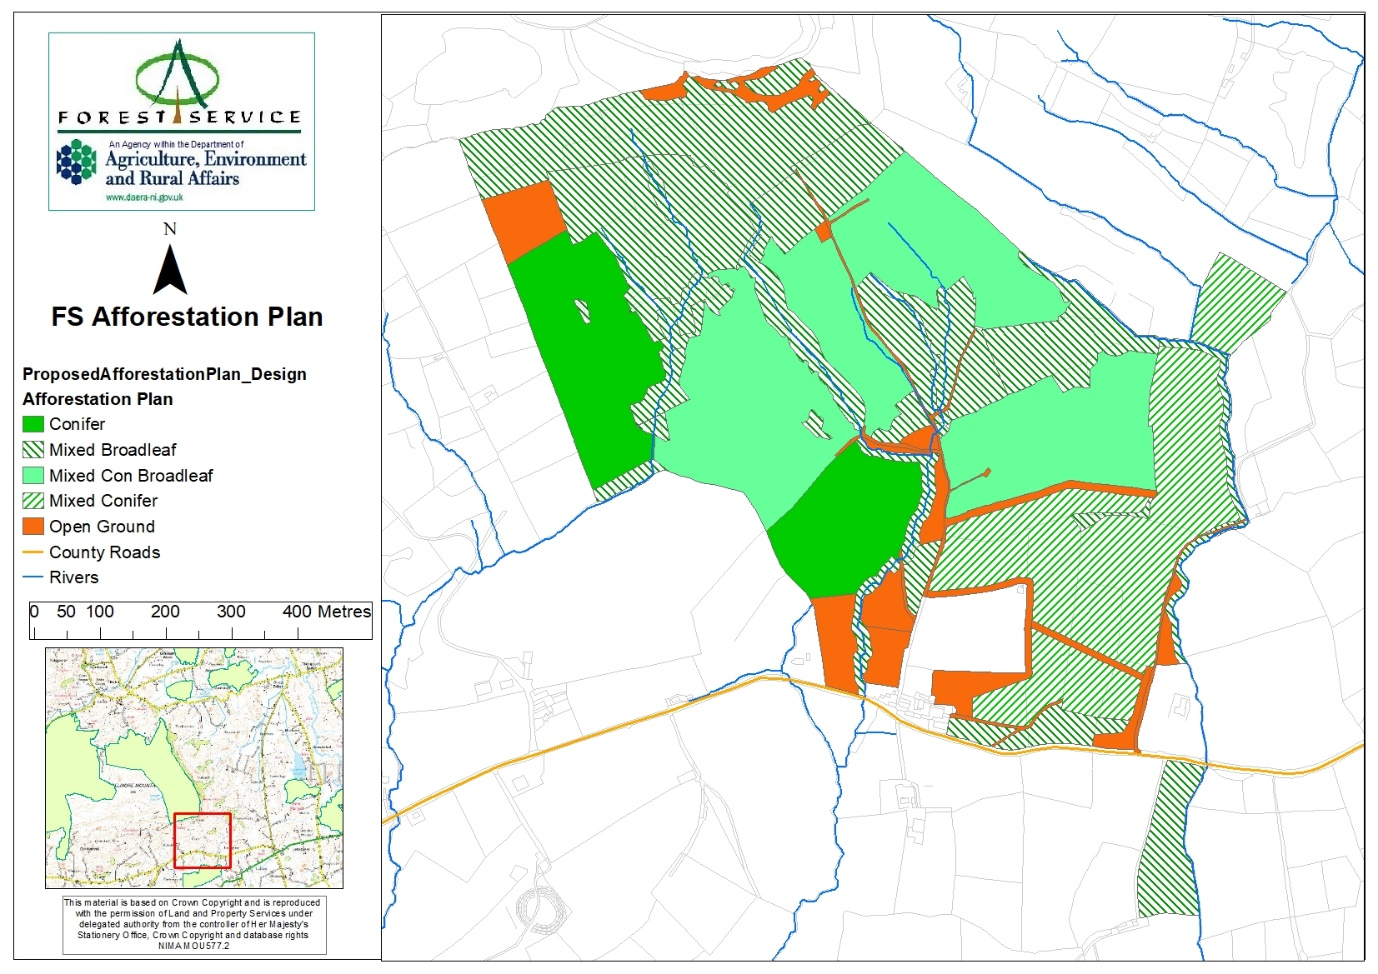 FOREST SERVICE
An Agency within the Department of
Agriculture, Environment
and Rural Affairs
www.daera-ni.gov.uk
N
FS Afforestation Plan
ProposedAfforestationPlan_Design
Afforestation Plan
Conifer
Mixed Broadleaf
Mixed Con Broadleaf
Mixed Conifer
Open Ground
County Roads
Rivers
0 50 100 200 300 400 Metres
This material is based on Crown Copyright and is reproduced
with the permission of Land and Property Services under
delegated authority from the controller of Her Majesty's
Stationery Office, Crown Copyright and database rights
NIMA MOU577.2